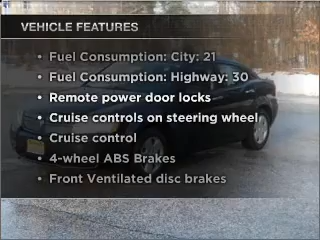 VEHICLE FEATURES
• Fuel Consumption: City: 21
• Fuel Consumption: Highway: 30
• Remote power door locks
• Cruise controls on steering wheel
• Cruise control
• 4-wheel ABS Brakes
• Front Ventilated disc brakes